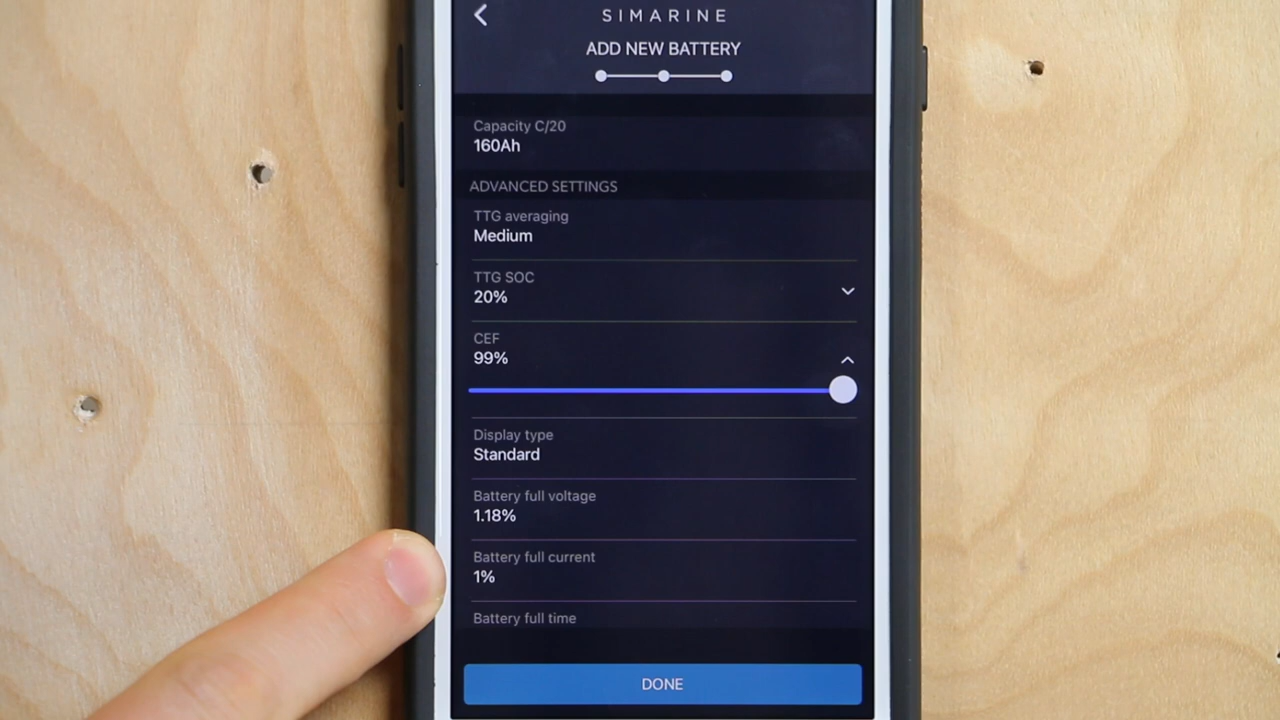 SIMARINE
ADD NEW BATTERY
Capacity C/20
160Ah
ADVANCED SETTINGS
TTG averaging
Medium
TTG SOC
20%
CEF
99%
Display type
Standard
Battery full voltage
1.18%
Battery full current
1%
Battery full time
DONE